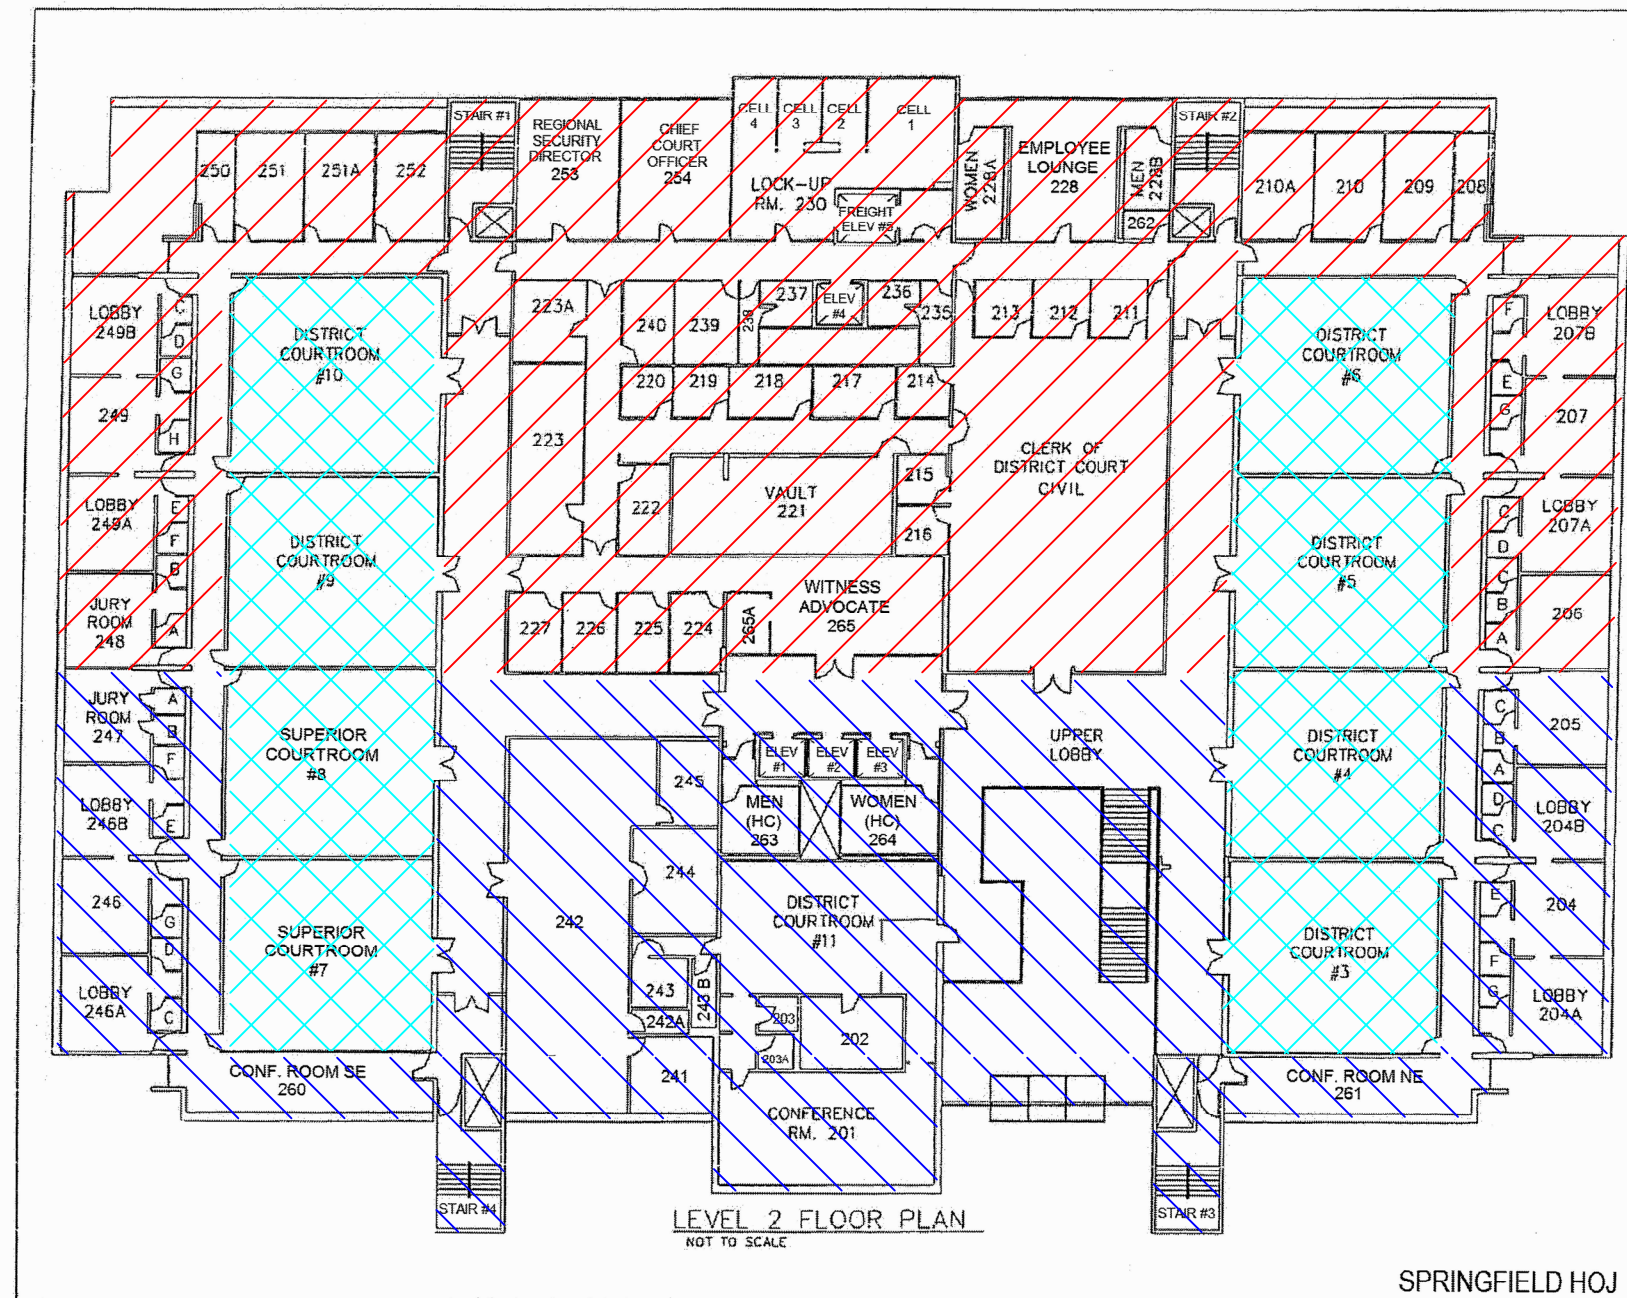 STAIR #1
REGIONAL
SECURITY
DIRECTOR
253
CHIEF
COURT
OFFICER
254
CELL
4
CELL
3
CELL
2
CELL
1
LOCK-UP
RM. 230
FREIGHT
ELEV #5
WOMEN
228A
EMPLOYEE
LOUNGE
228
MEN
228B
262
STAIR #2
250
251
251A
252
210A
210
209
208
LOBBY
249B
C
D
G
H
249
LOBBY
249A
E
F
B
A
JURY
ROOM
248
DISTRICT
COURTROOM
#10
DISTRICT
COURTROOM
#9
223A
223
240
239
238
237
ELEV
#4
236
235
213
212
211
220
219
218
217
214
222
VAULT
221
215
216
CLERK OF
DISTRICT COURT
CIVIL
WITNESS
ADVOCATE
265
227
226
225
224
265A
DISTRICT
COURTROOM
#6
DISTRICT
COURTROOM
#5
F
E
G
LOBBY
207B
207
C
D
C
B
A
LOBBY
207A
206
JURY
ROOM
247
A
B
F
E
LOBBY
246B
246
G
D
C
LOBBY
246A
SUPERIOR
COURTROOM
#8
SUPERIOR
COURTROOM
#7
CONF. ROOM SE
260
242
245
244
243
243 B
242A
241
ELEV
#1
ELEV
#2
ELEV
#3
MEN
(HC)
263
WOMEN
(HC)
264
DISTRICT
COURTROOM
#11
203
203A
202
CONFERENCE
RM. 201
UPPER
LOBBY
DISTRICT
COURTROOM
#4
DISTRICT
COURTROOM
#3
C
B
A
D
C
205
LOBBY
204B
E
F
G
204
LOBBY
204A
CONF. ROOM NE
261
STAIR #4
STAIR #3
LEVEL 2 FLOOR PLAN
NOT TO SCALE
SPRINGFIELD HOJ